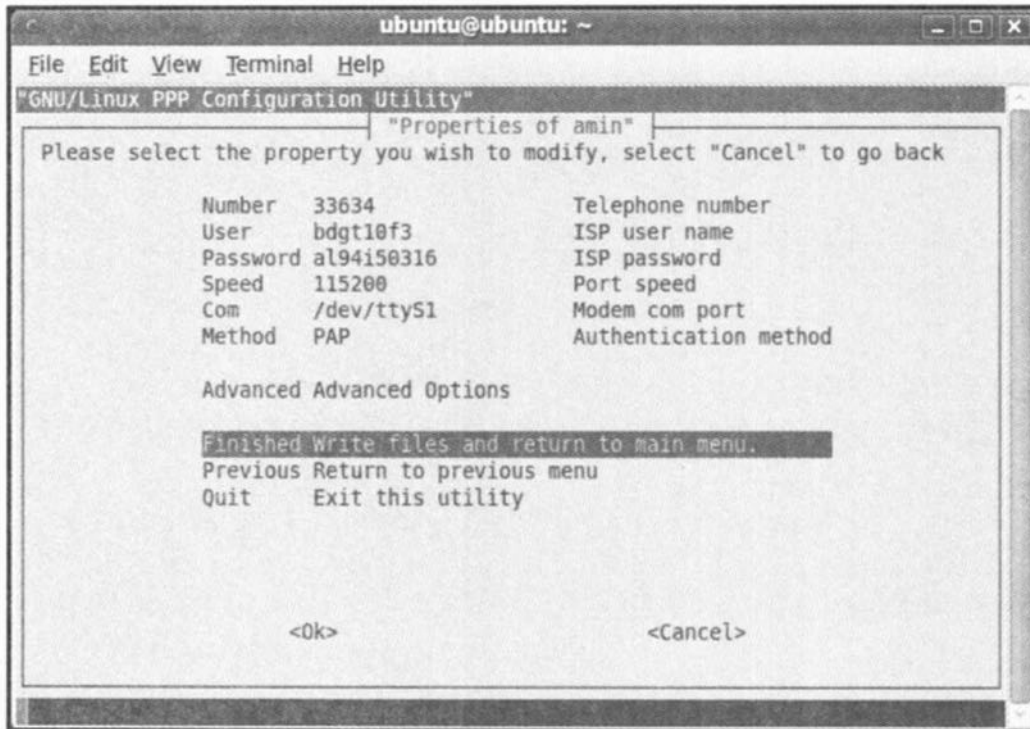 ubuntu@ubuntu: ~
File Edit View Terminal Help
"GNU/Linux PPP Configuration Utility"
"Properties of amin"
Please select the property you wish to modify, select "Cancel" to go back
Number 33634 Telephone number
User bdgt10f3 ISP user name
Password al94i50316 ISP password
Speed 115200 Port speed
Com /dev/ttyS1 Modem com port
Method PAP Authentication method
Advanced Advanced Options
Finished Write files and return to main menu.
Previous Return to previous menu
Quit Exit this utility
<Ok> <Cancel>